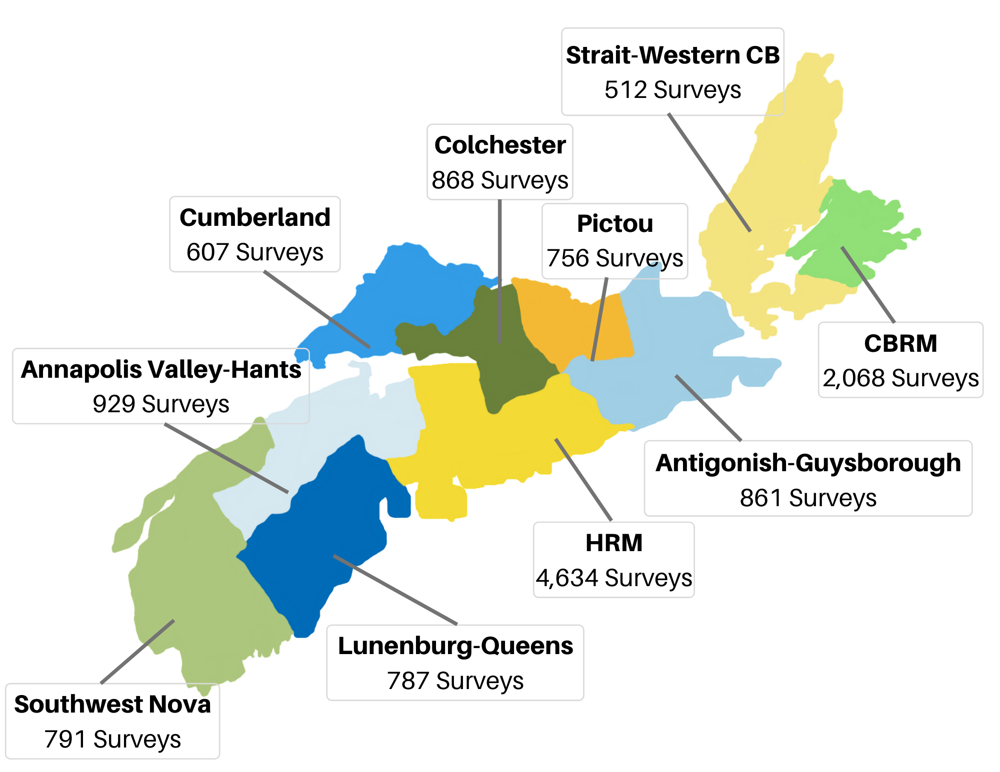 Strait-Western CB
512 Surveys
Colchester
868 Surveys
Cumberland
607 Surveys
Pictou
756 Surveys
CBRM
2,068 Surveys
Annapolis Valley-Hants
929 Surveys
Antigonish-Guysborough
861 Surveys
HRM
4,634 Surveys
Lunenburg-Queens
787 Surveys
Southwest Nova
791 Surveys